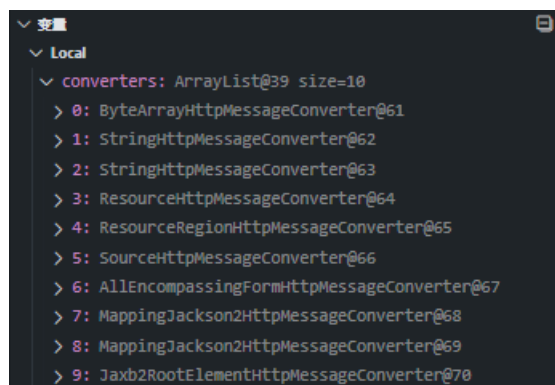 变量
Local
converters: ArrayList@39 size=10
0: ByteArrayHttpMessageConverter@61
1: StringHttpMessageConverter@62
2: StringHttpMessageConverter@63
3: ResourceHttpMessageConverter@64
4: ResourceRegionHttpMessageConverter@65
5: SourceHttpMessageConverter@66
6: AllEncompassingFormHttpMessageConverter@67
7: MappingJackson2HttpMessageConverter@68
8: MappingJackson2HttpMessageConverter@69
9: Jaxb2RootElementHttpMessageConverter@70